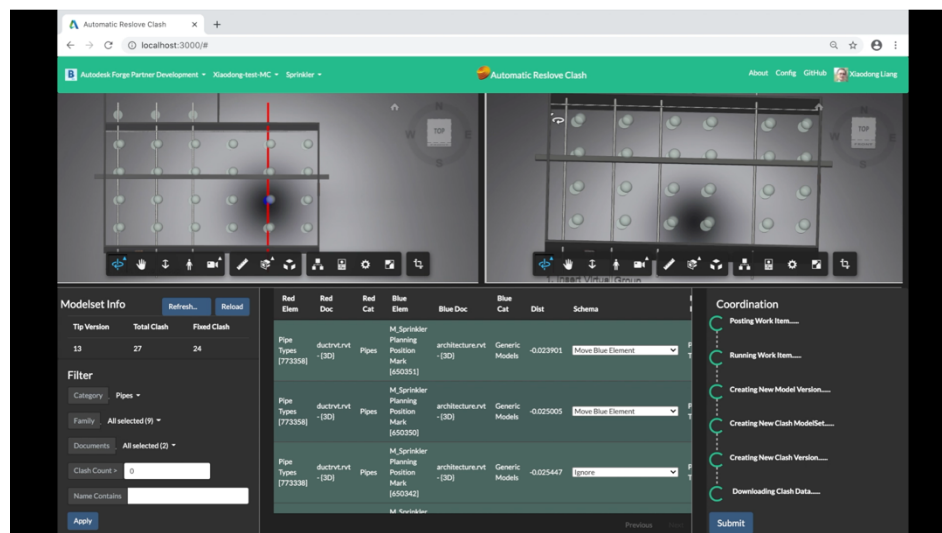 Automatic Reslove Clash × +
localhost:3000/#
B Autodesk Forge Partner Development Xiaodong-test-MC Sprinkler
Automatic Reslove Clash
About Config GitHub Xiaodong Liang
N
W TOP E
S
N
W TOP E
1. Insert Virtual Group
Modelset Info Refresh... Reload
Tip Version Total Clash Fixed Clash
13 27 24
Filter
Category Pipes
Family All selected (9)
Documents All selected (2)
Clash Count > 0
Name Contains
Apply
Red Elem Red Doc Red Cat Blue Elem Blue Doc Blue Cat Dist Schema
Pipe Types [773358] ductrvt.rvt - {3D} Pipes M_Sprinkler Planning Position Mark [650351] architecture.rvt - {3D} Generic Models -0.023901 Move Blue Element
Pipe Types [773358] ductrvt.rvt - {3D} Pipes M_Sprinkler Planning Position Mark [650350] architecture.rvt - {3D} Generic Models -0.025005 Move Blue Element
Pipe Types [773338] ductrvt.rvt - {3D} Pipes M_Sprinkler Planning Position Mark [650342] architecture.rvt - {3D} Generic Models -0.025447 Ignore
M_Sprinkler
Previous Next
Coordination
Posting Work Item......
Running Work Item......
Creating New Model Version......
Creating New Clash ModelSet......
Creating New Clash Version......
Downloading Clash Data......
Submit